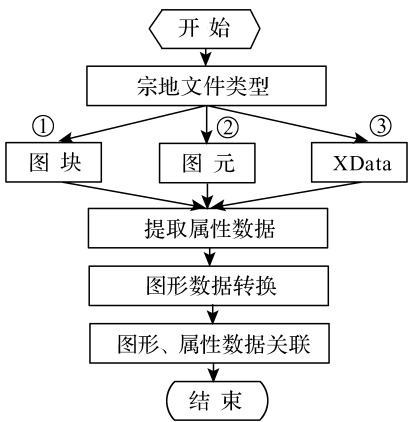 开 始
宗地文件类型
① ② ③
图 块 图 元 XData
提取属性数据
图形数据转换
图形、属性数据关联
结 束